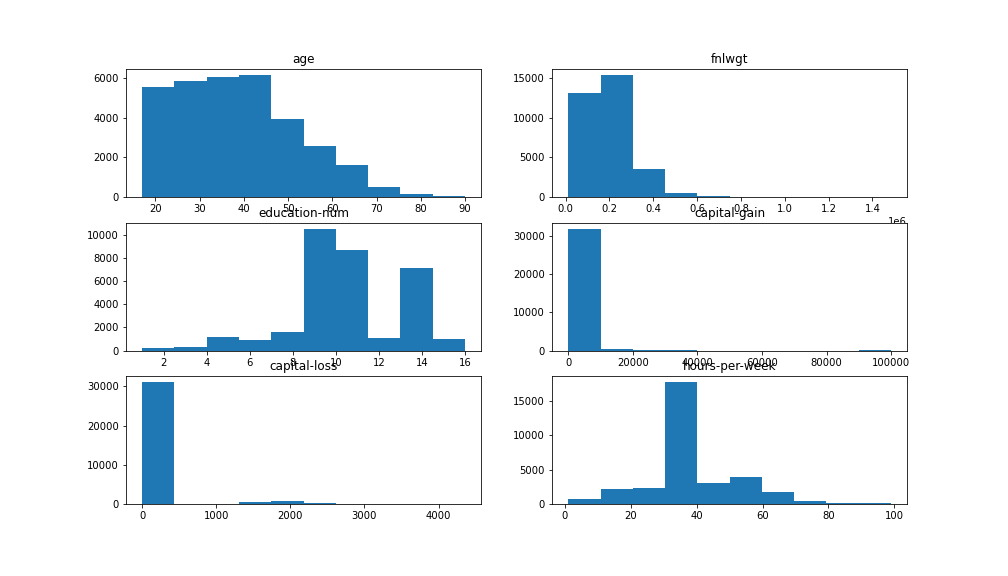 age
6000
4000
2000
0
20 30 40 50 60 70 80 90
fnlwgt
15000
10000
5000
0
0.0 0.2 0.4 0.6 0.8 1.0 1.2 1.4
1e6
education-num
10000
8000
6000
4000
2000
0
2 4 6 8 10 12 14 16
capital-gain
30000
20000
10000
0
0 20000 40000 60000 80000 100000
capital-loss
30000
20000
10000
0
0 1000 2000 3000 4000
hours-per-week
15000
10000
5000
0
0 20 40 60 80 100